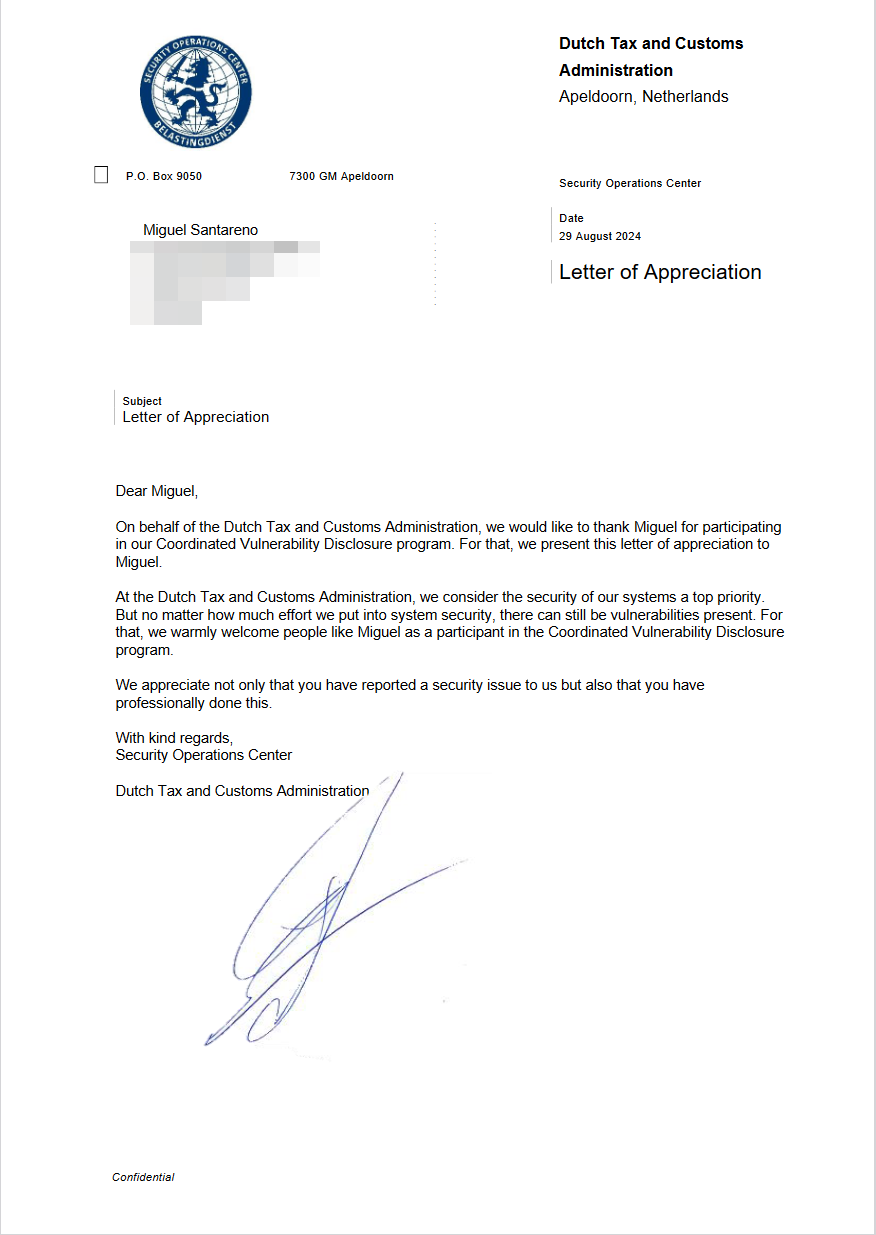 SECURITY OPERATIONS CENTER
BELASTINGDIENST
Dutch Tax and Customs
Administration
Apeldoorn, Netherlands
P.O. Box 9050 7300 GM Apeldoorn
Security Operations Center
Miguel Santareno
Date
29 August 2024
Letter of Appreciation
Subject
Letter of Appreciation
Dear Miguel,
On behalf of the Dutch Tax and Customs Administration, we would like to thank Miguel for participating
in our Coordinated Vulnerability Disclosure program. For that, we present this letter of appreciation to
Miguel.
At the Dutch Tax and Customs Administration, we consider the security of our systems a top priority.
But no matter how much effort we put into system security, there can still be vulnerabilities present. For
that, we warmly welcome people like Miguel as a participant in the Coordinated Vulnerability Disclosure
program.
We appreciate not only that you have reported a security issue to us but also that you have
professionally done this.
With kind regards,
Security Operations Center
Dutch Tax and Customs Administration
Confidential